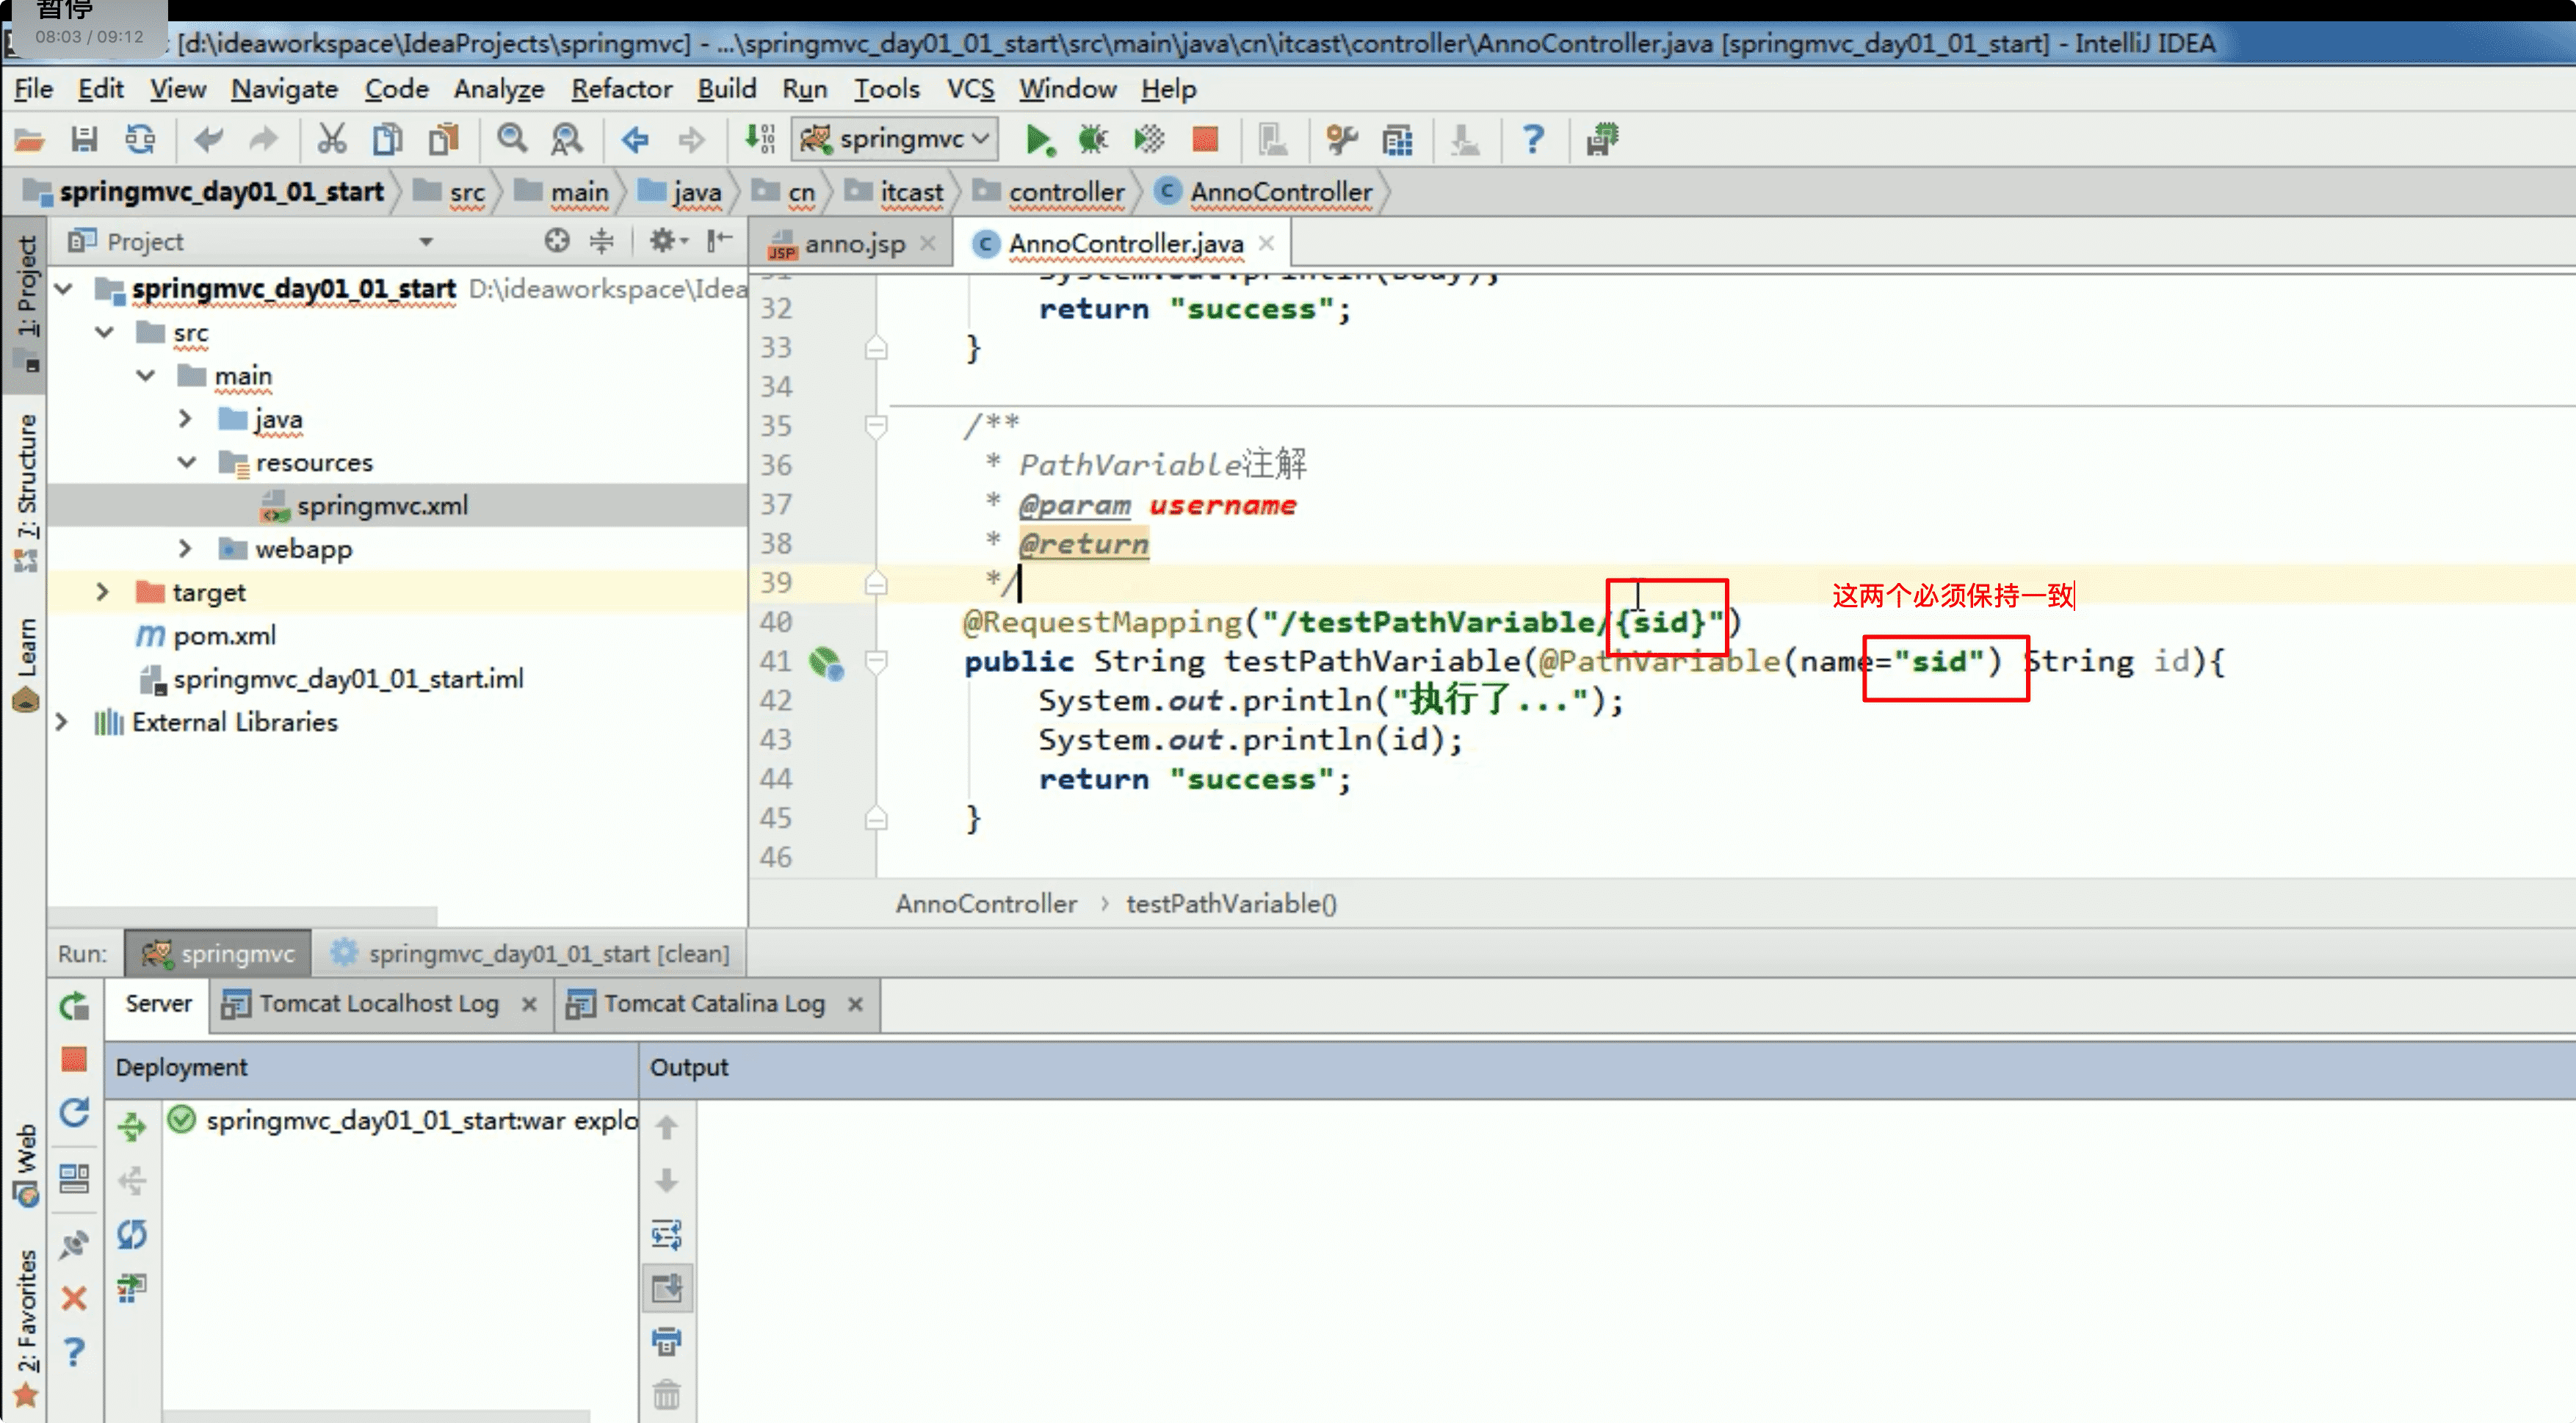 暂停
08:03 / 09:12
[d:\ideaworkspace\IdeaProjects\springmvc] - ...\springmvc_day01_01_start\src\main\java\cn\itcast\controller\AnnoController.java [springmvc_day01_01_start] - IntelliJ IDEA
File Edit View Navigate Code Analyze Refactor Build Run Tools VCS Window Help
springmvc
springmvc_day01_01_start src main java cn itcast controller AnnoController
1: Project
7: Structure
Learn
Web
2: Favorites
Project
springmvc_day01_01_start D:\ideaworkspace\Idea
src
main
java
resources
springmvc.xml
webapp
target
pom.xml
springmvc_day01_01_start.iml
External Libraries
anno.jsp AnnoController.java
31 System.out.println(body);
32 return "success";
33 }
34
35 /**
36 * PathVariable注解
37 * @param username
38 * @return
39 */
这两个必须保持一致
40 @RequestMapping("/testPathVariable/{sid}")
41 public String testPathVariable(@PathVariable(name="sid") String id){
42 System.out.println("执行了...");
43 System.out.println(id);
44 return "success";
45 }
46
AnnoController > testPathVariable()
Run: springmvc springmvc_day01_01_start [clean]
Server Tomcat Localhost Log Tomcat Catalina Log
Deployment Output
springmvc_day01_01_start:war explo